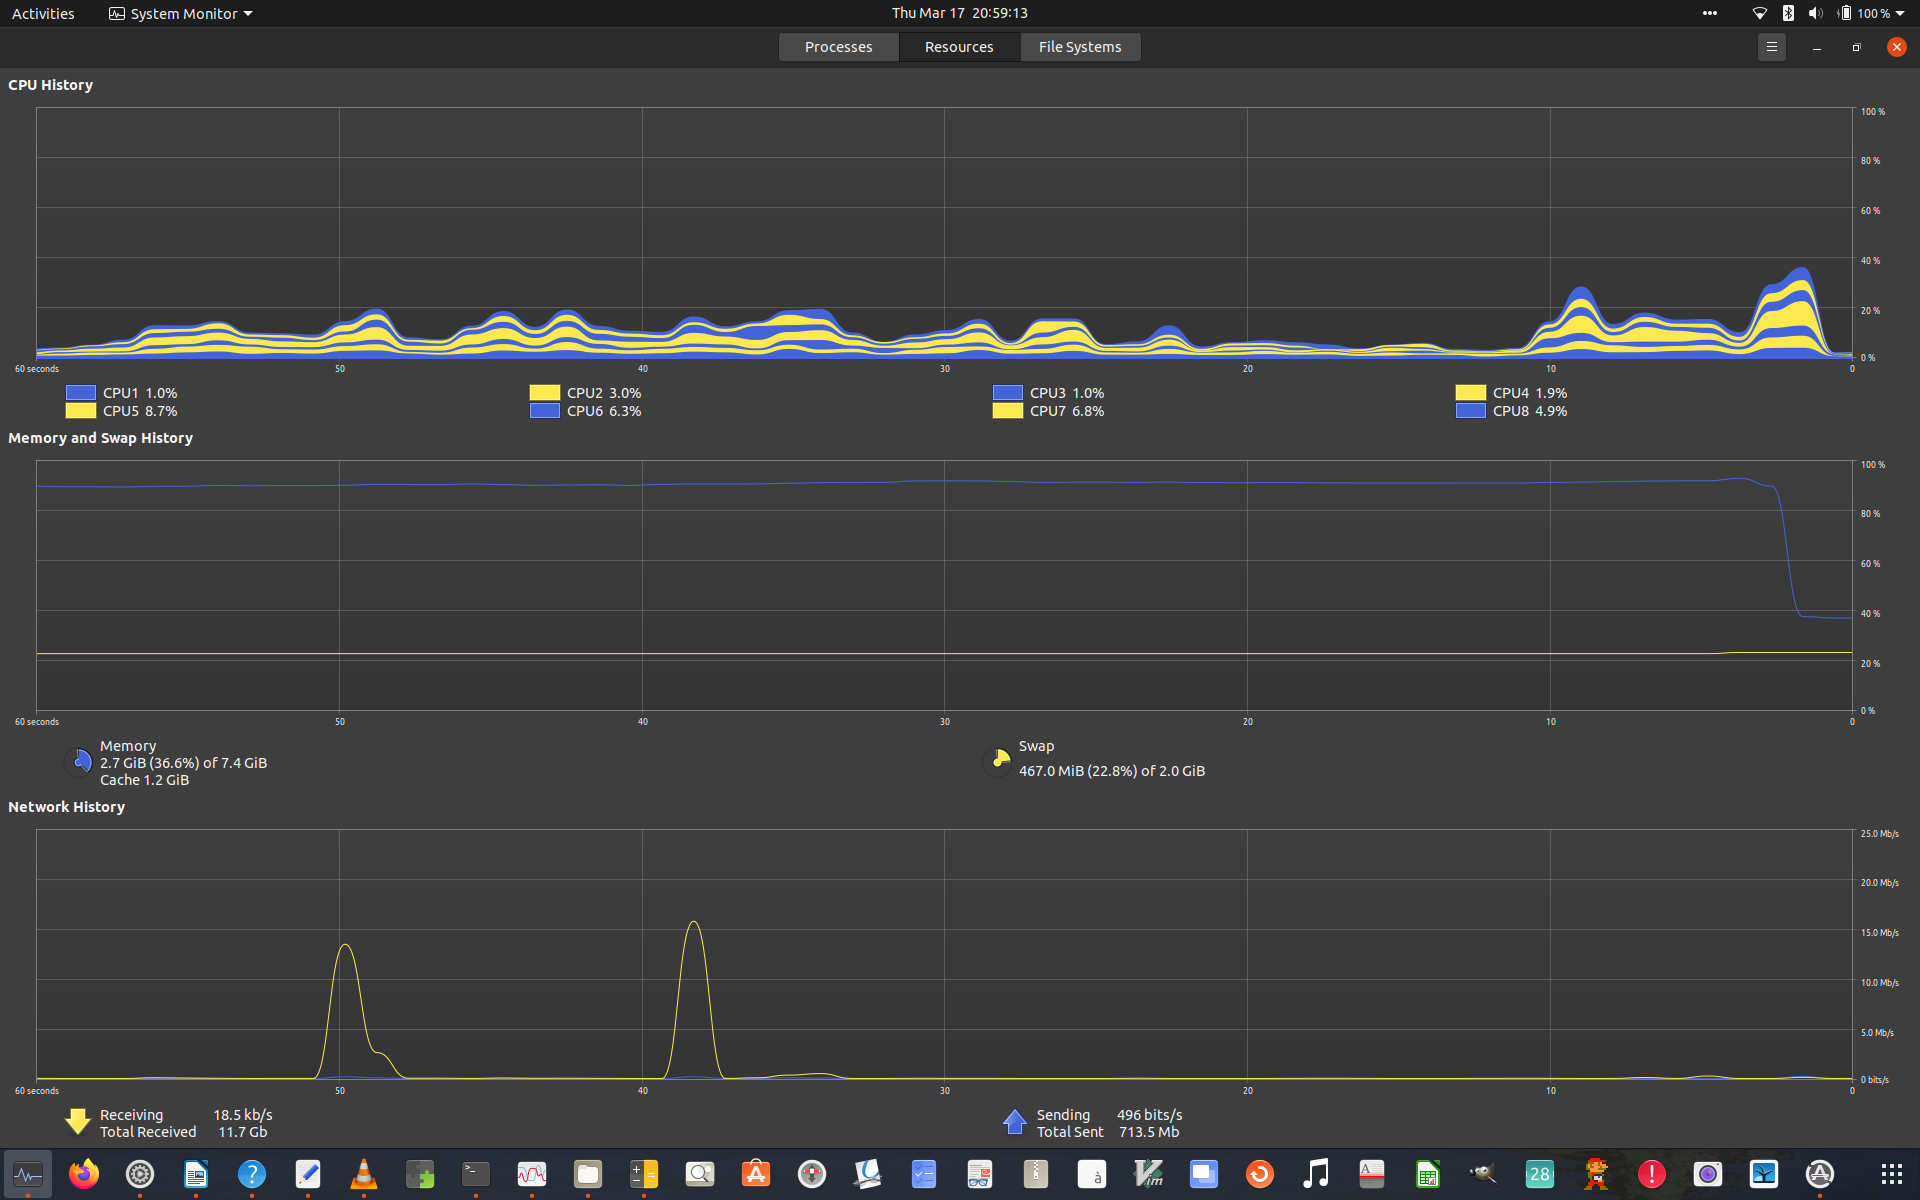 Activities System Monitor Thu Mar 17 20:59:13 100 %
Processes Resources File Systems
CPU History
100 %
80 %
60 %
40 %
20 %
0 %
60 seconds 50 40 30 20 10 0
CPU1 1.0% CPU2 3.0% CPU3 1.0% CPU4 1.9%
CPU5 8.7% CPU6 6.3% CPU7 6.8% CPU8 4.9%
Memory and Swap History
100 %
80 %
60 %
40 %
20 %
0 %
60 seconds 50 40 30 20 10 0
Memory
2.7 GiB (36.6%) of 7.4 GiB
Cache 1.2 GiB
Swap
467.0 MiB (22.8%) of 2.0 GiB
Network History
25.0 Mb/s
20.0 Mb/s
15.0 Mb/s
10.0 Mb/s
5.0 Mb/s
0 bits/s
60 seconds 50 40 30 20 10 0
Receiving 18.5 kb/s
Total Received 11.7 Gb
Sending 496 bits/s
Total Sent 713.5 Mb
? >_ A à Vim A 28 !